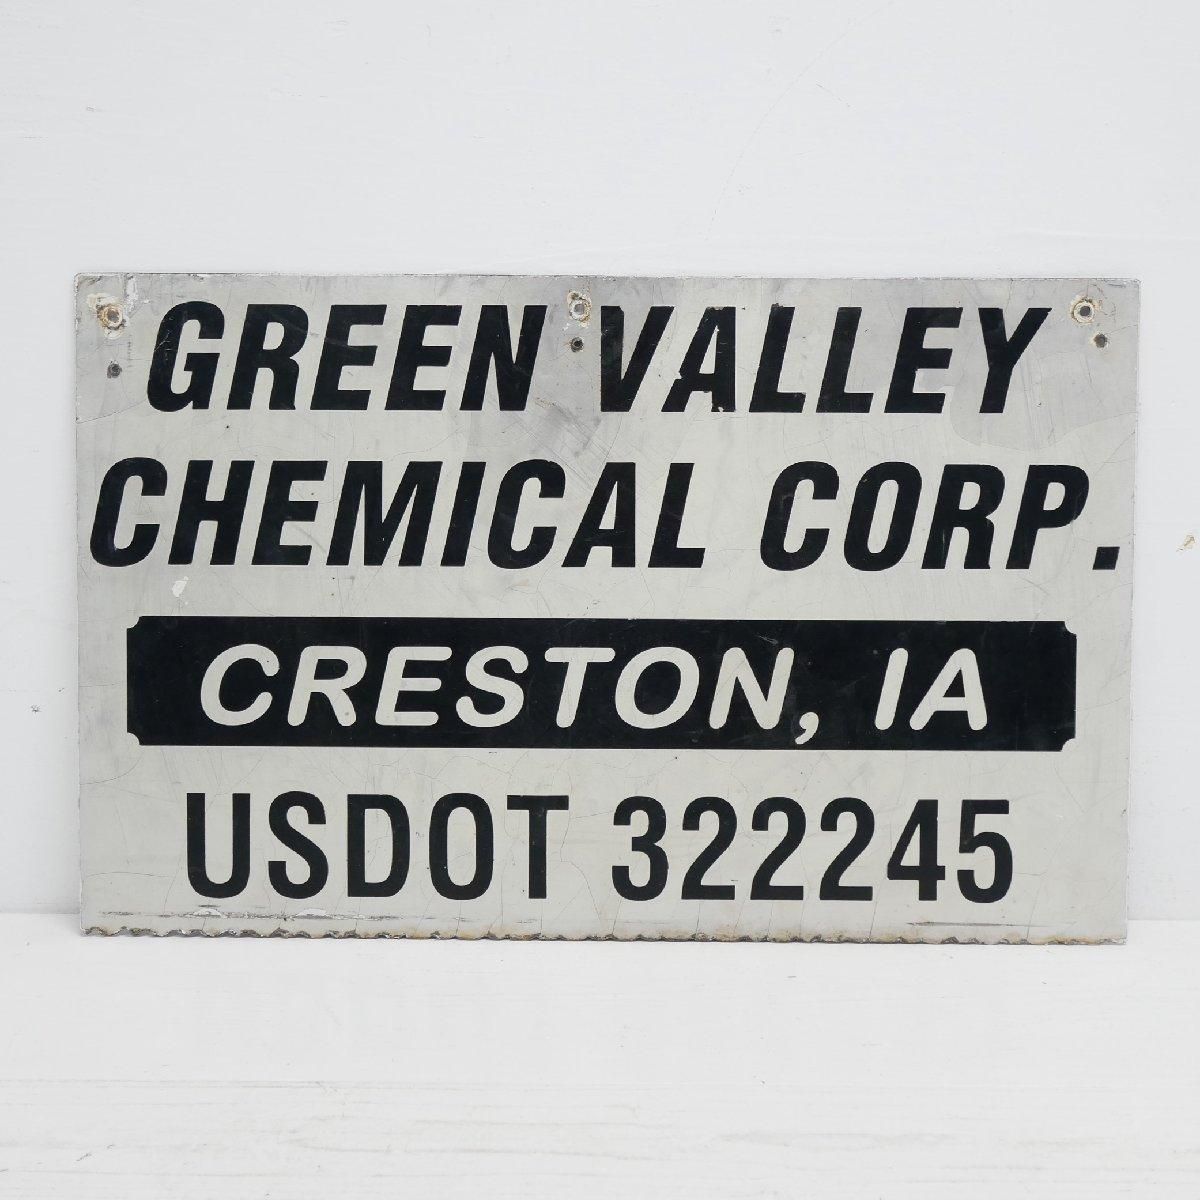 GREEN VALLEY
CHEMICAL CORP.
CRESTON, IA
USDOT 322245